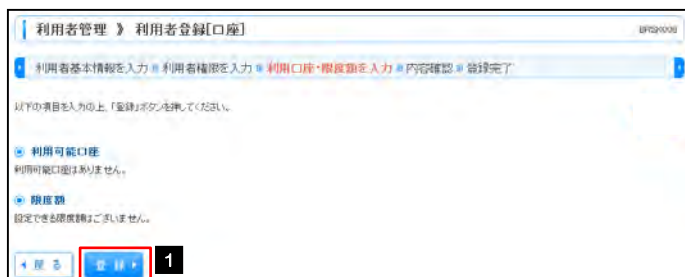 利用者管理 》 利用者登録[口座]
BRSK006
利用者基本情報を入力 » 利用者権限を入力 » 利用口座・限度額を入力 » 内容確認 » 登録完了
以下の項目を入力の上、「登録」ボタンを押してください。
利用可能口座
利用可能口座はありません。
限度額
設定できる限度額はございません。
戻る 登録 1